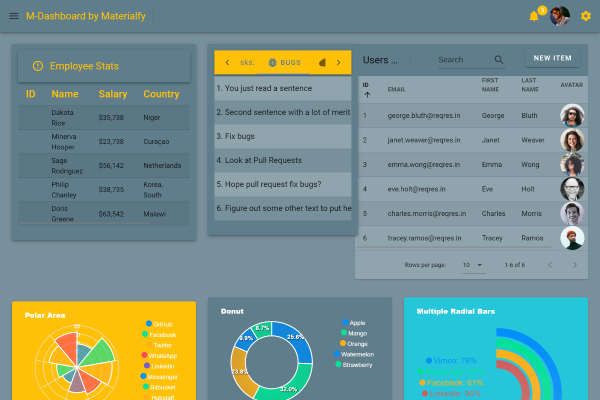 M-Dashboard by Materialfy
3
Employee Stats
ID Name Salary Country
Dakota Rice $35,738 Niger
Minerva Hooper $23,738 Curaçao
Sage Rodriguez $56,142 Netherlands
Philip Chanley $38,735 Korea, South
Doris Greene $63,542 Malawi
sks: BUGS
1. You just read a sentence
2. Second sentence with a lot of merit
3. Fix bugs
4. Look at Pull Requests
5. Hope pull request fix bugs?
6. Figure out some other text to put he
Users ... Search NEW ITEM
ID EMAIL FIRST NAME LAST NAME AVATAR
1 george.bluth@reqres.in George Bluth
2 janet.weaver@reqres.in Janet Weaver
3 emma.wong@reqres.in Emma Wong
4 eve.holt@reqres.in Eve Holt
5 charles.morris@reqres.in Charles Morris
6 tracey.ramos@reqres.in Tracey Ramos
Rows per page: 10 1-6 of 6
Polar Area
GitHub
Facebook
Twitter
WhatsApp
LinkedIn
Messenger
Bitbucket
Donut
8.7%
25.6%
9.9%
23.8%
32.0%
Apple
Mango
Orange
Watermelon
Strawberry
Multiple Radial Bars
Vimeo: 76%
Facebook: 61%
LinkedIn: 90%